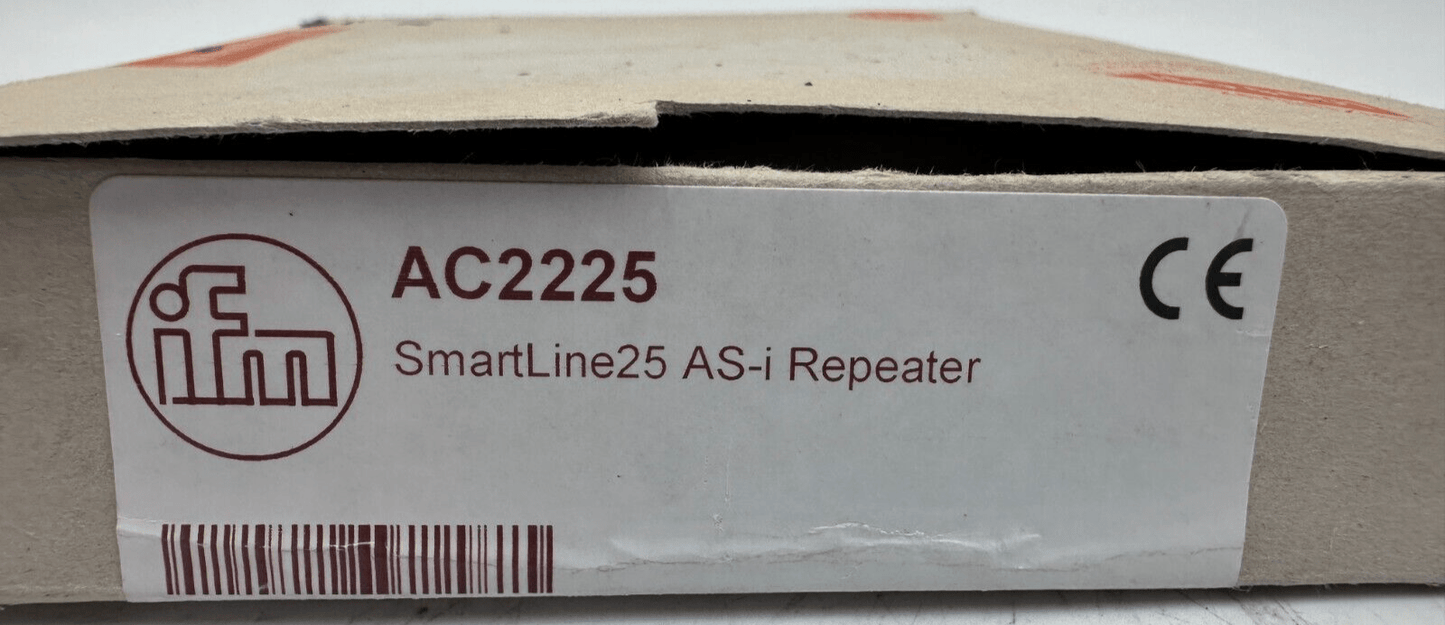 ifm
AC2225
CE
SmartLine25 AS-i Repeater